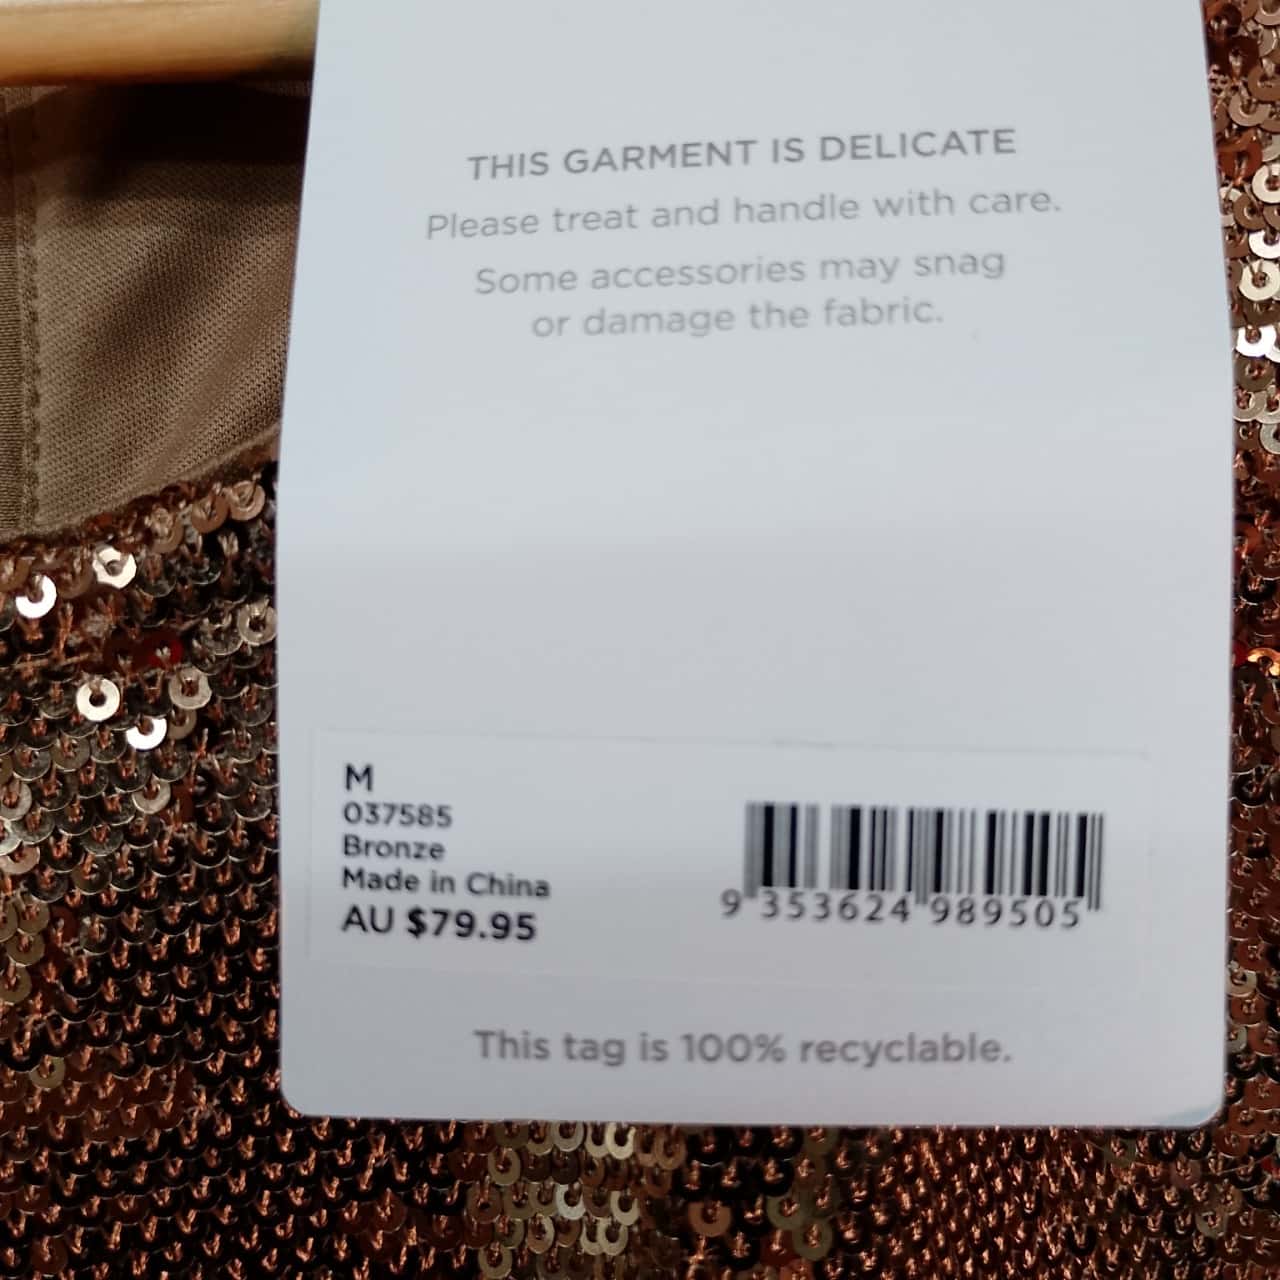 THIS GARMENT IS DELICATE
Please treat and handle with care.
Some accessories may snag
or damage the fabric.
M
037585
Bronze
Made in China
AU $79.95
9 353624 989505
This tag is 100% recyclable.